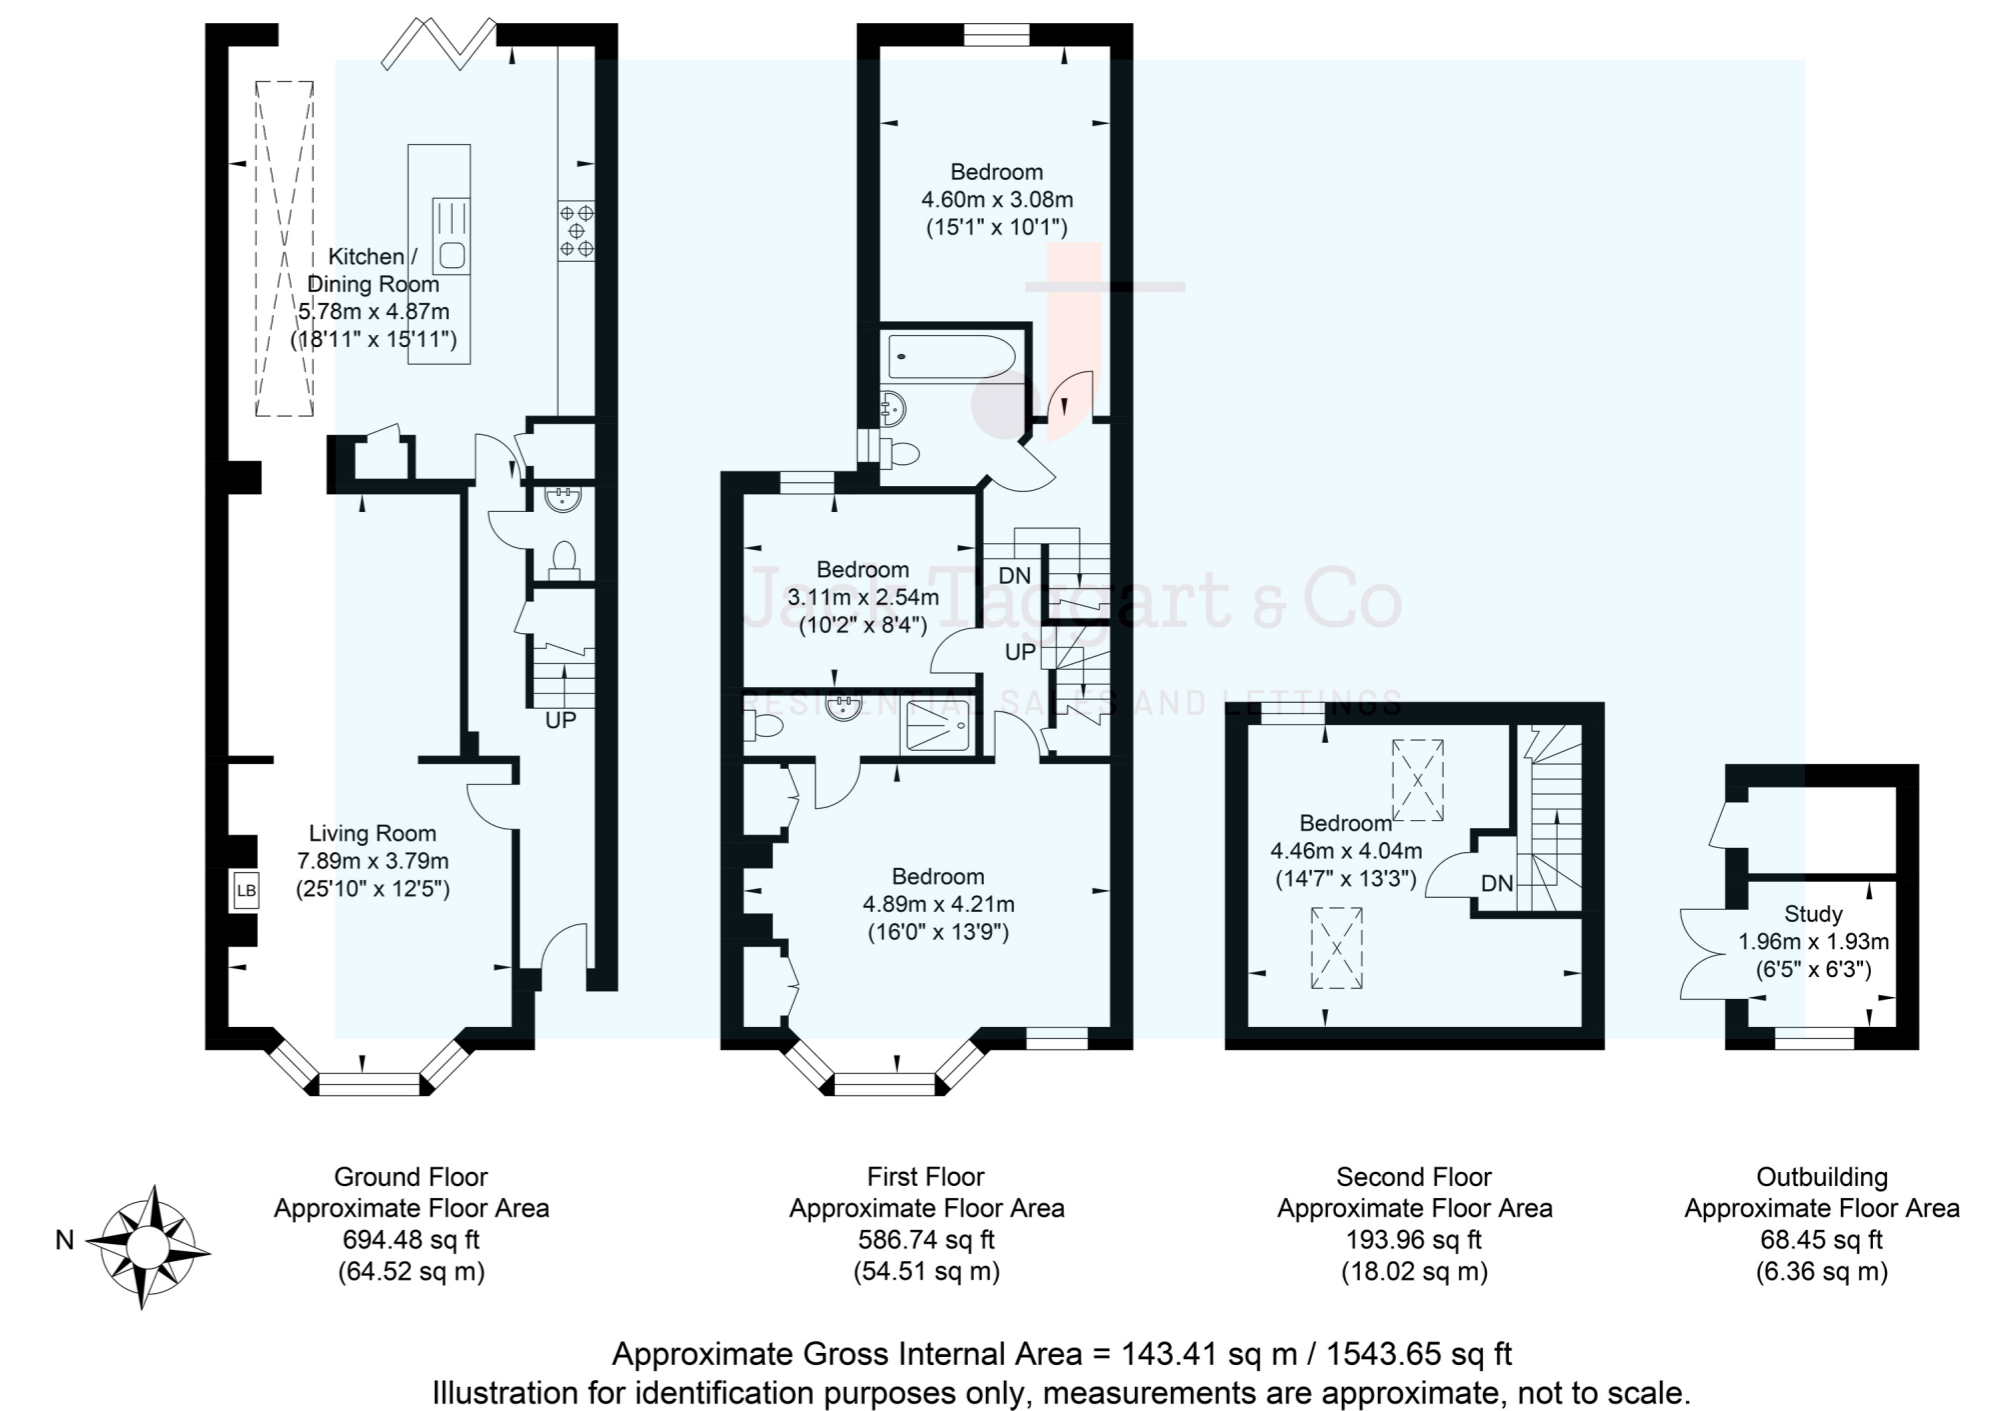 Kitchen /
Dining Room
5.78m x 4.87m
(18'11" x 15'11")
UP
Living Room
7.89m x 3.79m
(25'10" x 12'5")
LB
Bedroom
4.60m x 3.08m
(15'1" x 10'1")
Bedroom
3.11m x 2.54m
(10'2" x 8'4")
DN
UP
Jack Taggart & Co
RESIDENTIAL SALES AND LETTINGS
Bedroom
4.89m x 4.21m
(16'0" x 13'9")
Bedroom
4.46m x 4.04m
(14'7" x 13'3")
DN
Study
1.96m x 1.93m
(6'5" x 6'3")
N
Ground Floor
Approximate Floor Area
694.48 sq ft
(64.52 sq m)
First Floor
Approximate Floor Area
586.74 sq ft
(54.51 sq m)
Second Floor
Approximate Floor Area
193.96 sq ft
(18.02 sq m)
Outbuilding
Approximate Floor Area
68.45 sq ft
(6.36 sq m)
Approximate Gross Internal Area = 143.41 sq m / 1543.65 sq ft
Illustration for identification purposes only, measurements are approximate, not to scale.